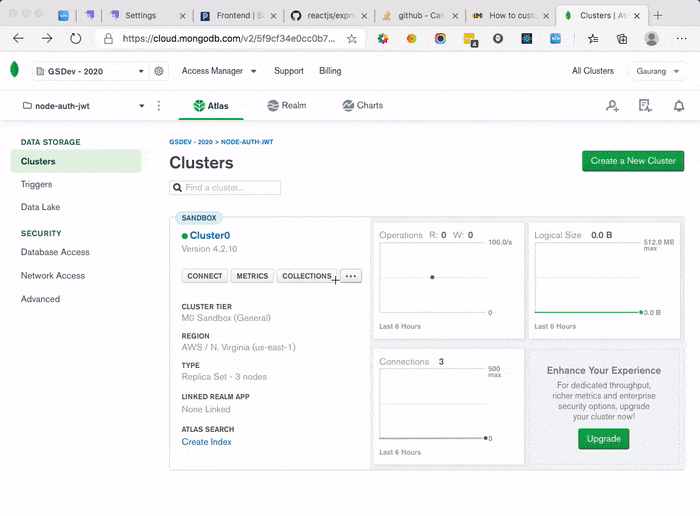 Settings
Frontend | S
reactjs/expr
github - Can
How to cust
Clusters | At
https://cloud.mongodb.com/v2/5f9cf34e0cc0b7...
4
GSDev - 2020
Access Manager
Support
Billing
All Clusters
Gaurang
node-auth-jwt
Atlas
Realm
Charts
DATA STORAGE
Clusters
Triggers
Data Lake
SECURITY
Database Access
Network Access
Advanced
GSDEV - 2020 > NODE-AUTH-JWT
Clusters
Create a New Cluster
Find a cluster...
SANDBOX
Cluster0
Version 4.2.10
CONNECT
METRICS
COLLECTIONS
...
CLUSTER TIER
M0 Sandbox (General)
REGION
AWS / N. Virginia (us-east-1)
TYPE
Replica Set - 3 nodes
LINKED REALM APP
None Linked
ATLAS SEARCH
Create Index
Operations R: 0 W: 0
100.0/s
0
Last 6 Hours
Logical Size 0.0 B
512.0 MB
max
0.0 B
Last 6 Hours
Connections 3
500
max
0
Last 6 Hours
Enhance Your Experience
For dedicated throughput,
richer metrics and enterprise
security options, upgrade
your cluster now!
Upgrade